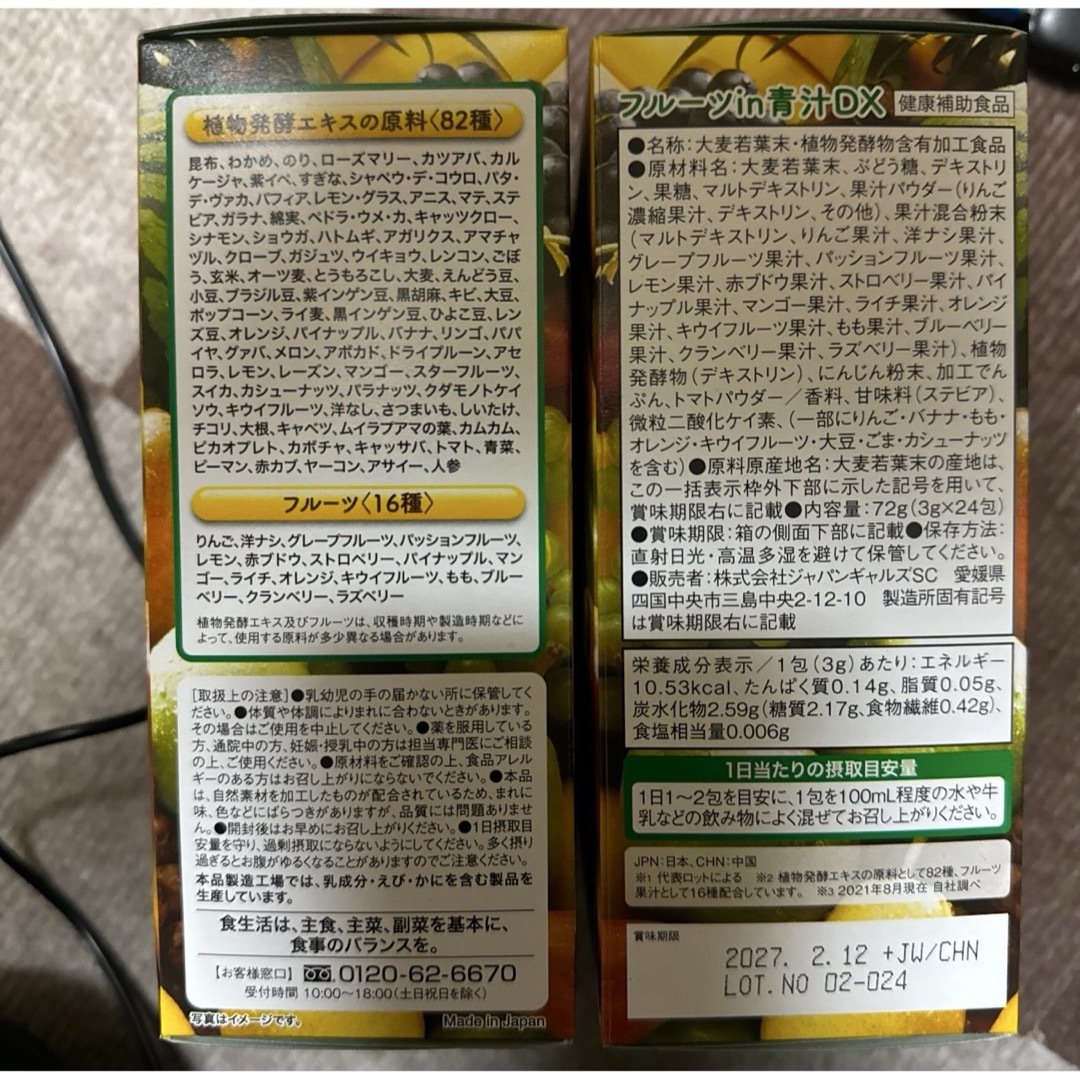 植物発酵エキスの原料〈82種〉
昆布、わかめ、のり、ローズマリー、カツアバ、カル
ケージャ、紫イペ、すぎな、シャペウ・デ・コウロ、パタ・
デ・ヴァカ、パフィア、レモン・グラス、アニス、マテ、ステ
ビア、ガラナ、綿実、ペドラ・ウメ・カ、キャッツクロー、
シナモン、ショウガ、ハトムギ、アガリクス、アマチャ
ヅル、クローブ、ガジュツ、ウイキョウ、レンコン、ごぼ
う、玄米、オーツ麦、とうもろこし、大麦、えんどう豆、
小豆、ブラジル豆、紫インゲン豆、黒胡麻、キビ、大豆、
ポップコーン、ライ麦、黒インゲン豆、ひよこ豆、レン
ズ豆、オレンジ、パイナップル、バナナ、リンゴ、パパ
イヤ、グァバ、メロン、アボカド、ドライプルーン、アセ
ロラ、レモン、レーズン、マンゴー、スターフルーツ、
スイカ、カシューナッツ、パラナッツ、クダモノトケイ
ソウ、キウイフルーツ、洋なし、さつまいも、しいたけ、
チコリ、大根、キャベツ、ムイラプアマの葉、カムカム、
ピカオプレト、カボチャ、キャッサバ、トマト、青菜、
ピーマン、赤カブ、ヤーコン、アサイー、人参
フルーツ〈16種〉
りんご、洋ナシ、グレープフルーツ、パッションフルーツ、
レモン、赤ブドウ、ストロベリー、パイナップル、マン
ゴー、ライチ、オレンジ、キウイフルーツ、もも、ブルー
ベリー、クランベリー、ラズベリー
植物発酵エキス及びフルーツは、収穫時期や製造時期などに
よって、使用する原料が多少異なる場合があります。
[取扱上の注意]●乳幼児の手の届かない所に保管してく
ださい。●体質や体調によりまれに合わないときがあります。
その場合はご使用を中止してください。●薬を服用している
方、通院中の方、妊娠・授乳中の方は担当専門医にご相談
の上、ご使用ください。●原材料をご確認の上、食品アレル
ギーのある方はお召し上がりにならないでください。●本品
は、自然素材を加工したものが配合されているため、まれに
味、色などにばらつきがありますが、品質には問題ありませ
ん。●開封後はお早めにお召し上がりください。●1日摂取目
安量を守り、過剰摂取にならないようにしてください。多く摂り
過ぎるとお腹がゆるくなることがありますのでご注意ください。
本品製造工場では、乳成分・えび・かにを含む製品を
生産しています。
食生活は、主食、主菜、副菜を基本に、
食事のバランスを。
【お客様窓口】 0120-62-6670
受付時間 10:00～18:00(土日祝日を除く)
写真はイメージです。 Made in Japan
フルーツin青汁DX 健康補助食品
●名称：大麦若葉末・植物発酵物含有加工食品
●原材料名：大麦若葉末、ぶどう糖、デキストリ
ン、果糖、マルトデキストリン、果汁パウダー(りんご
濃縮果汁、デキストリン、その他)、果汁混合粉末
(マルトデキストリン、りんご果汁、洋ナシ果汁、
グレープフルーツ果汁、パッションフルーツ果汁、
レモン果汁、赤ブドウ果汁、ストロベリー果汁、パイ
ナップル果汁、マンゴー果汁、ライチ果汁、オレンジ
果汁、キウイフルーツ果汁、もも果汁、ブルーベリー
果汁、クランベリー果汁、ラズベリー果汁)、植物
発酵物(デキストリン)、にんじん粉末、加工でん
ぷん、トマトパウダー／香料、甘味料(ステビア)、
微粒二酸化ケイ素、(一部にりんご・バナナ・もも・
オレンジ・キウイフルーツ・大豆・ごま・カシューナッツ
を含む)●原料原産地名：大麦若葉末の産地は、
この一括表示枠外下部に示した記号を用いて、
賞味期限右に記載●内容量：72g(3g×24包)
●賞味期限：箱の側面下部に記載●保存方法：
直射日光・高温多湿を避けて保管してください。
●販売者：株式会社ジャパンギャルズSC 愛媛県
四国中央市三島中央2-12-10 製造所固有記号
は賞味期限右に記載
栄養成分表示／1包(3g)あたり：エネルギー
10.53kcal、たんぱく質0.14g、脂質0.05g、
炭水化物2.59g(糖質2.17g、食物繊維0.42g)、
食塩相当量0.006g
1日当たりの摂取目安量
1日1～2包を目安に、1包を100mL程度の水や牛
乳などの飲み物によく混ぜてお召し上がりください。
JPN：日本、CHN：中国
※1 代表ロットによる ※2 植物発酵エキスの原料として82種、フルーツ
果汁として16種配合しています。 ※3 2021年8月現在 自社調べ
賞味期限
2027. 2.12 +JW/CHN
LOT.NO 02-024